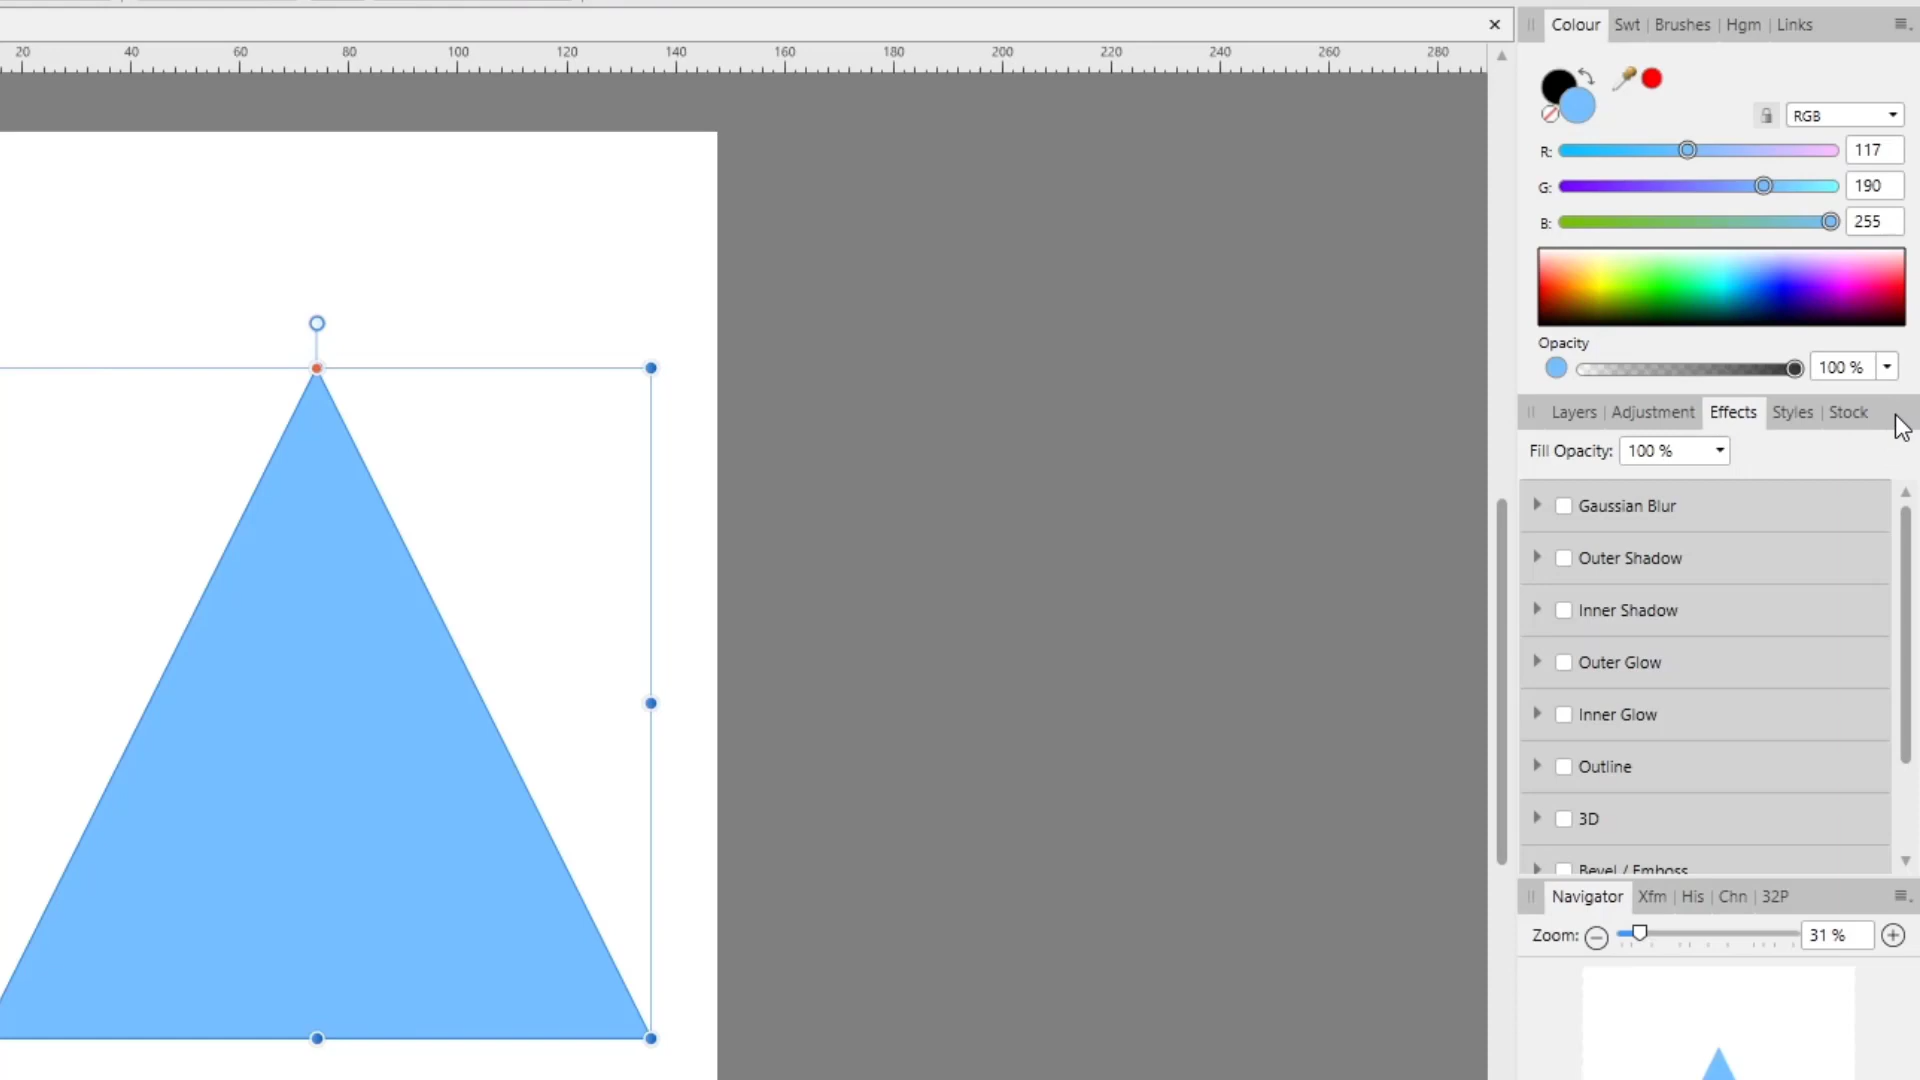 Colour Swt Brushes Hgm Links
20 40 60 80 100 120 140 160 180 200 220 240 260 280
RGB
R: 117
G: 190
B: 255
Opacity
100 %
Layers Adjustment Effects Styles Stock
Fill Opacity: 100 %
Gaussian Blur
Outer Shadow
Inner Shadow
Outer Glow
Inner Glow
Outline
3D
Bevel / Emboss
Navigator Xfm His Chn 32P
Zoom: 31 %